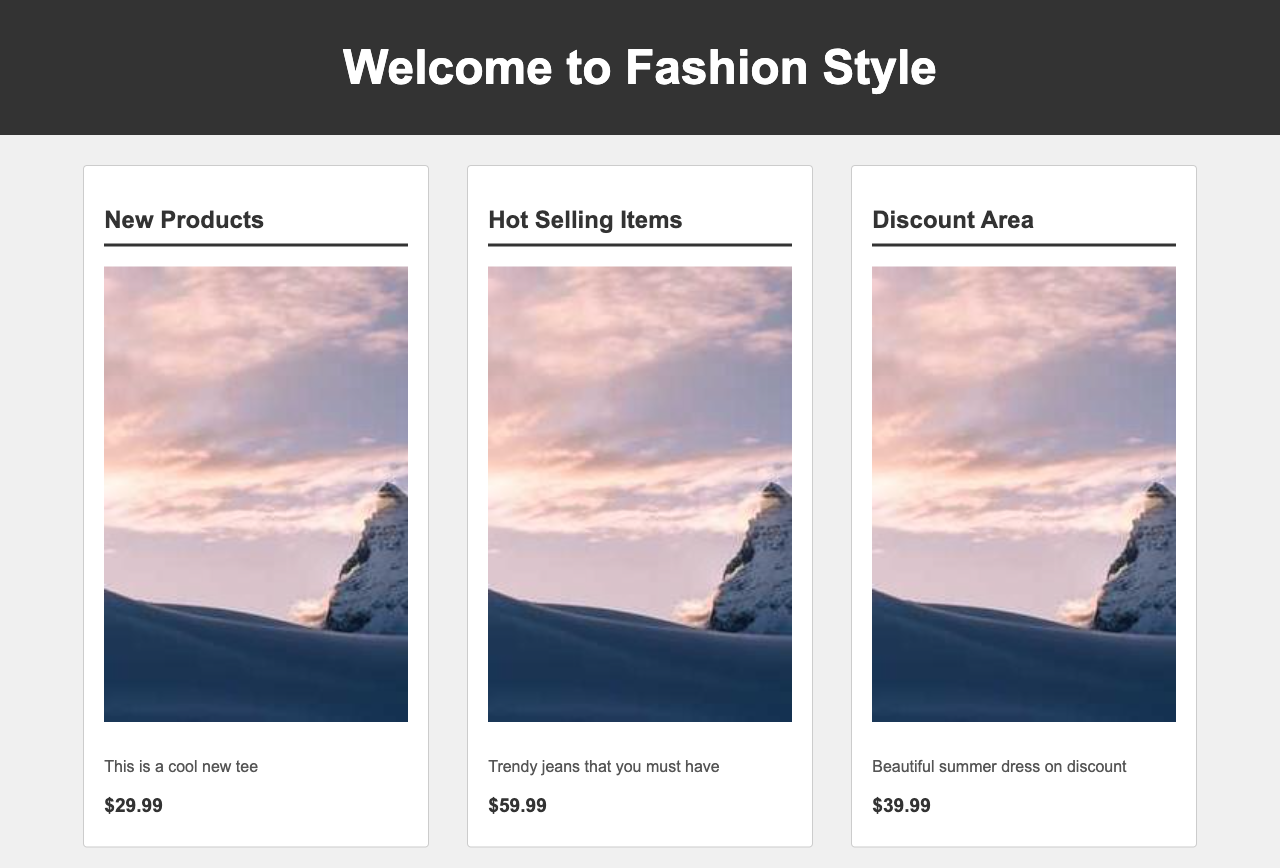 Welcome to Fashion Style
New Products
This is a cool new tee
$29.99
Hot Selling Items
Trendy jeans that you must have
$59.99
Discount Area
Beautiful summer dress on discount
$39.99